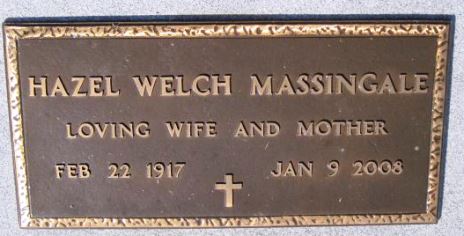 HAZEL WELCH MASSINGALE
LOVING WIFE AND MOTHER
FEB 22 1917 JAN 9 2008